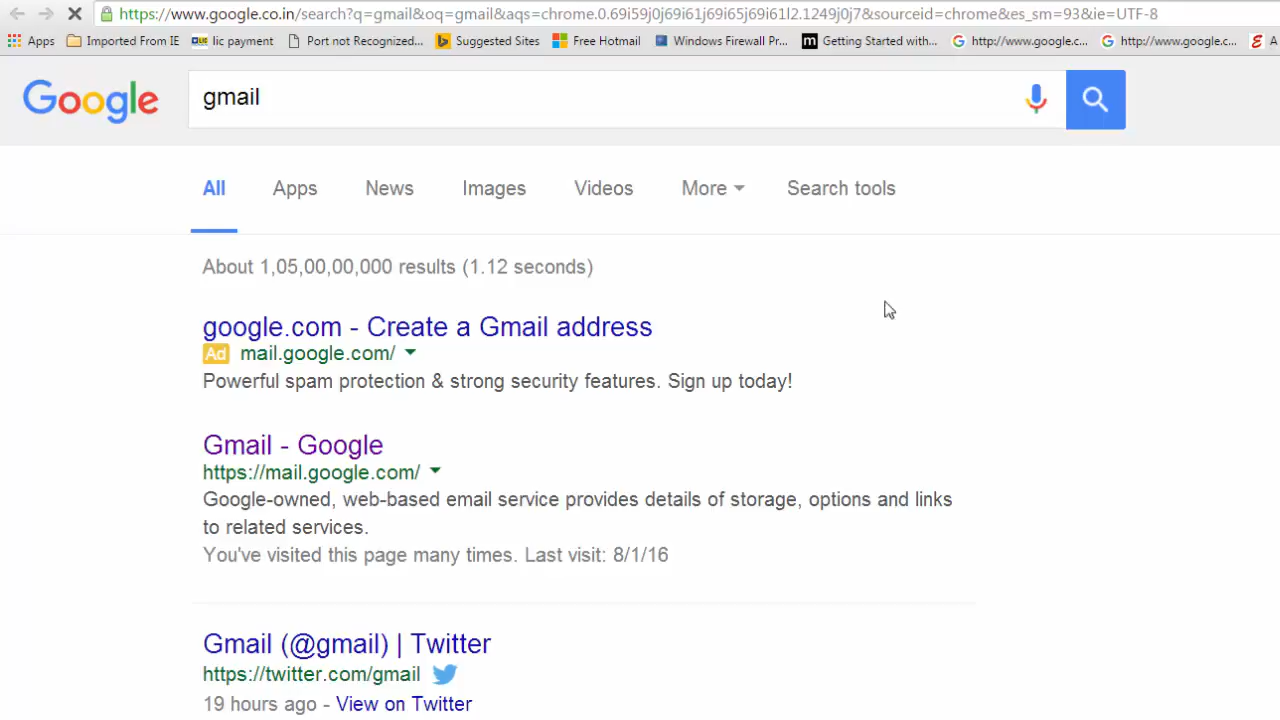 https://www.google.co.in/search?q=gmail&oq=gmail&aqs=chrome.0.69i59j0j69i61j69i65j69i61l2.1249j0j7&sourceid=chrome&es_sm=93&ie=UTF-8
Apps Imported From IE lic payment Port not Recognized... Suggested Sites Free Hotmail Windows Firewall Pr... Getting Started with... http://www.google.c... http://www.google.c... A
Google gmail
All Apps News Images Videos More Search tools
About 1,05,00,00,000 results (1.12 seconds)
google.com - Create a Gmail address
Ad mail.google.com/
Powerful spam protection & strong security features. Sign up today!
Gmail - Google
https://mail.google.com/
Google-owned, web-based email service provides details of storage, options and links
to related services.
You've visited this page many times. Last visit: 8/1/16
Gmail (@gmail) | Twitter
https://twitter.com/gmail
19 hours ago - View on Twitter